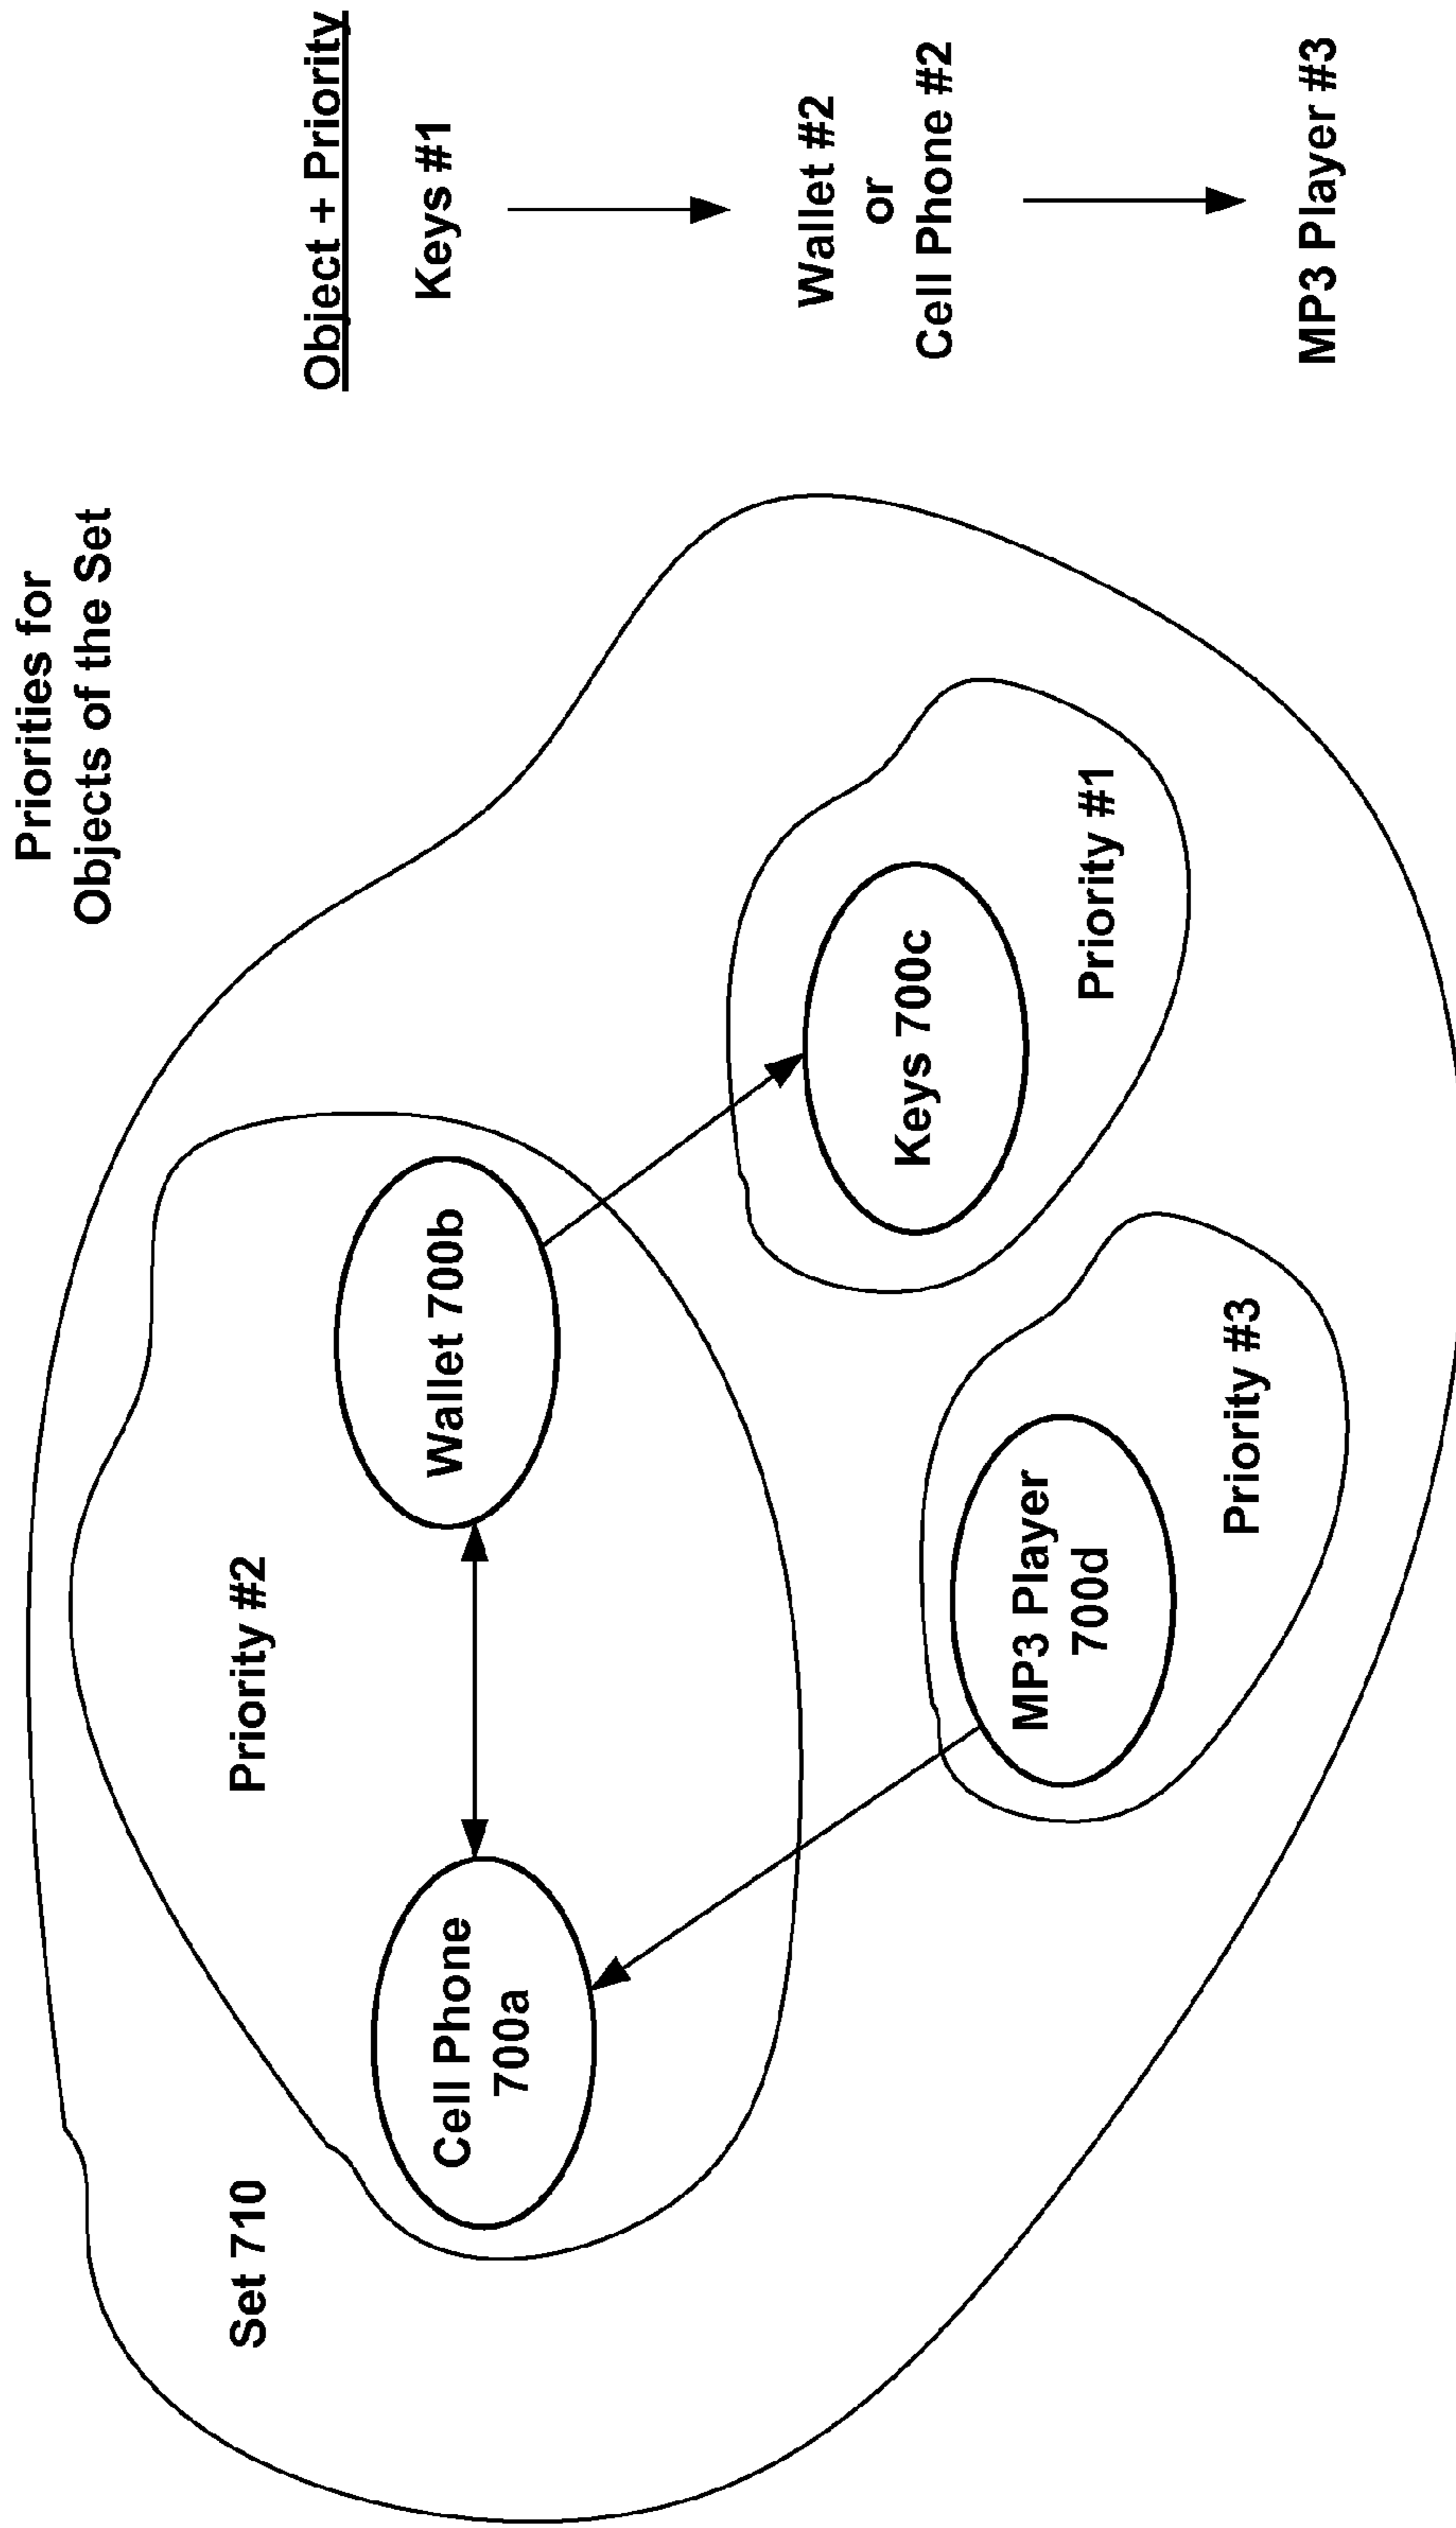 Priorities for
Objects of the Set
Set 710
Priority #2
Cell Phone
700a
Wallet 700b
Keys 700c
Priority #1
MP3 Player
700d
Priority #3
Object + Priority
Keys #1
Wallet #2
or
Cell Phone #2
MP3 Player #3